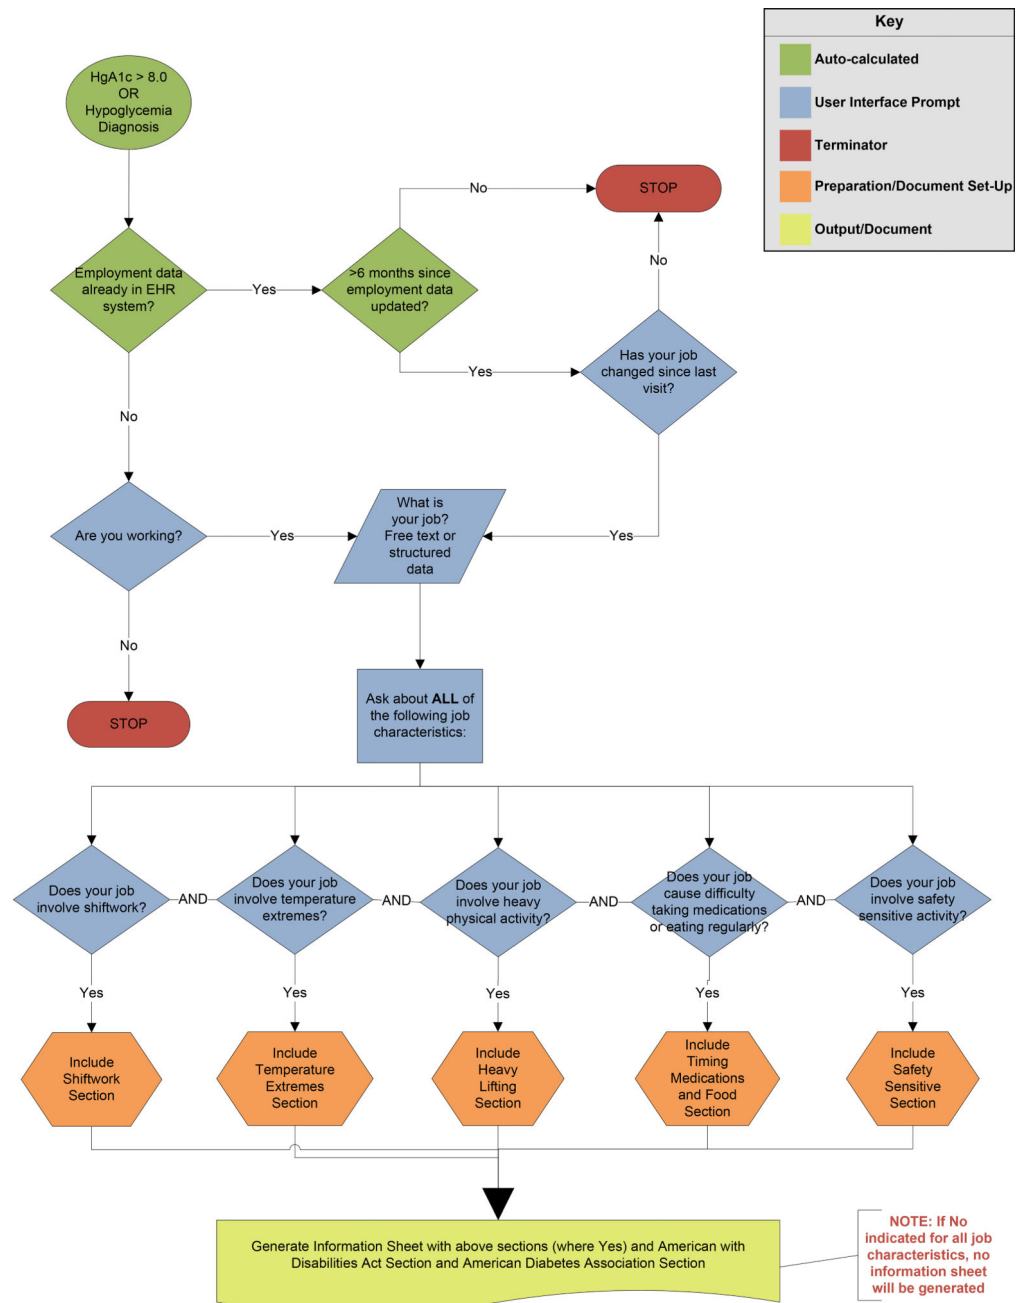 Key
Auto-calculated
User Interface Prompt
Terminator
Preparation/Document Set-Up
Output/Document
HgA1c > 8.0
OR
Hypoglycemia
Diagnosis
No
STOP
Employment data
already in EHR
system?
Yes
>6 months since
employment data
updated?
No
Yes
Has your job
changed since last
visit?
No
Are you working?
Yes
What is
your job?
Free text or
structured
data
Yes
No
STOP
Ask about ALL of
the following job
characteristics:
Does your job
involve shiftwork?
AND
Does your job
involve temperature
extremes?
AND
Does your job
involve heavy
physical activity?
AND
Does your job
cause difficulty
taking medications
or eating regularly?
AND
Does your job
involve safety
sensitive activity?
Yes
Yes
Yes
Yes
Yes
Include
Shiftwork
Section
Include
Temperature
Extremes
Section
Include
Heavy
Lifting
Section
Include
Timing
Medications
and Food
Section
Include
Safety
Sensitive Section
Generate Information Sheet with above sections (where Yes) and American with
Disabilities Act Section and American Diabetes Association Section
NOTE: If No
indicated for all job
characteristics, no
information sheet
will be generated